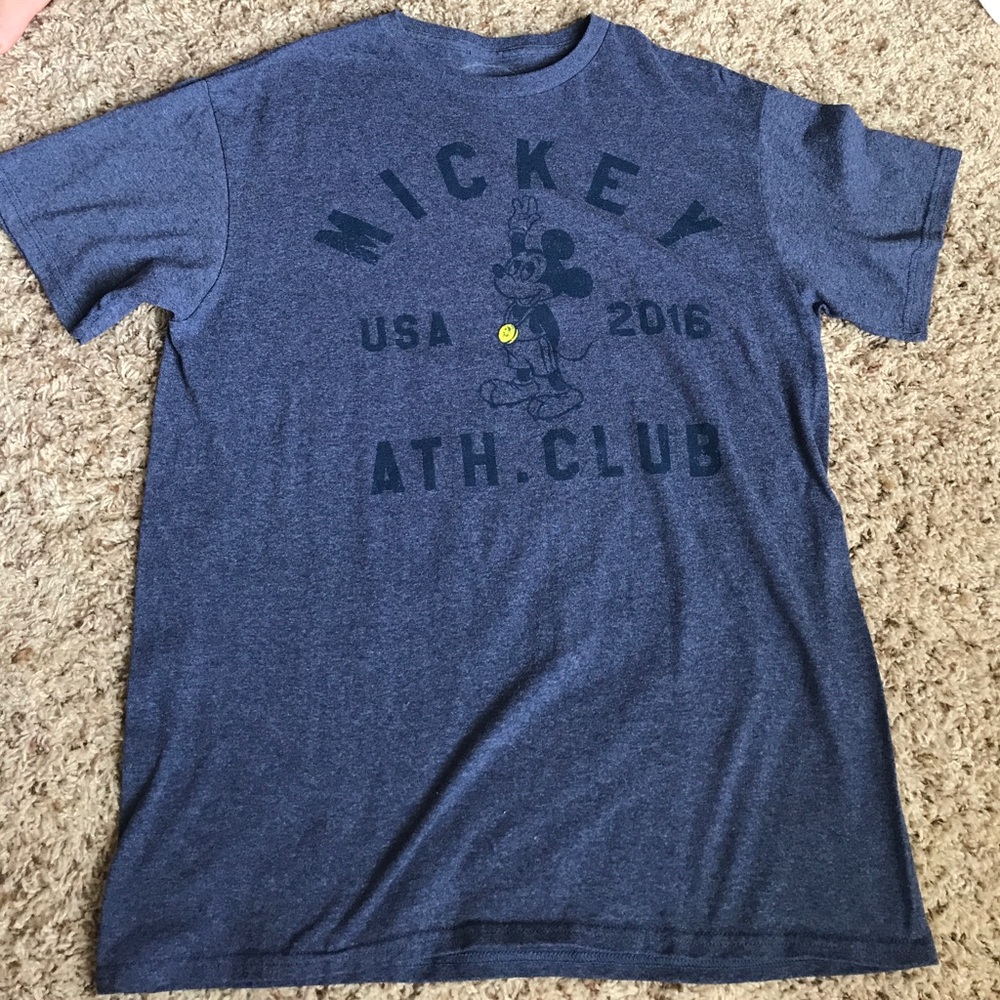 MICKEY
USA 2016
ATH. CLUB